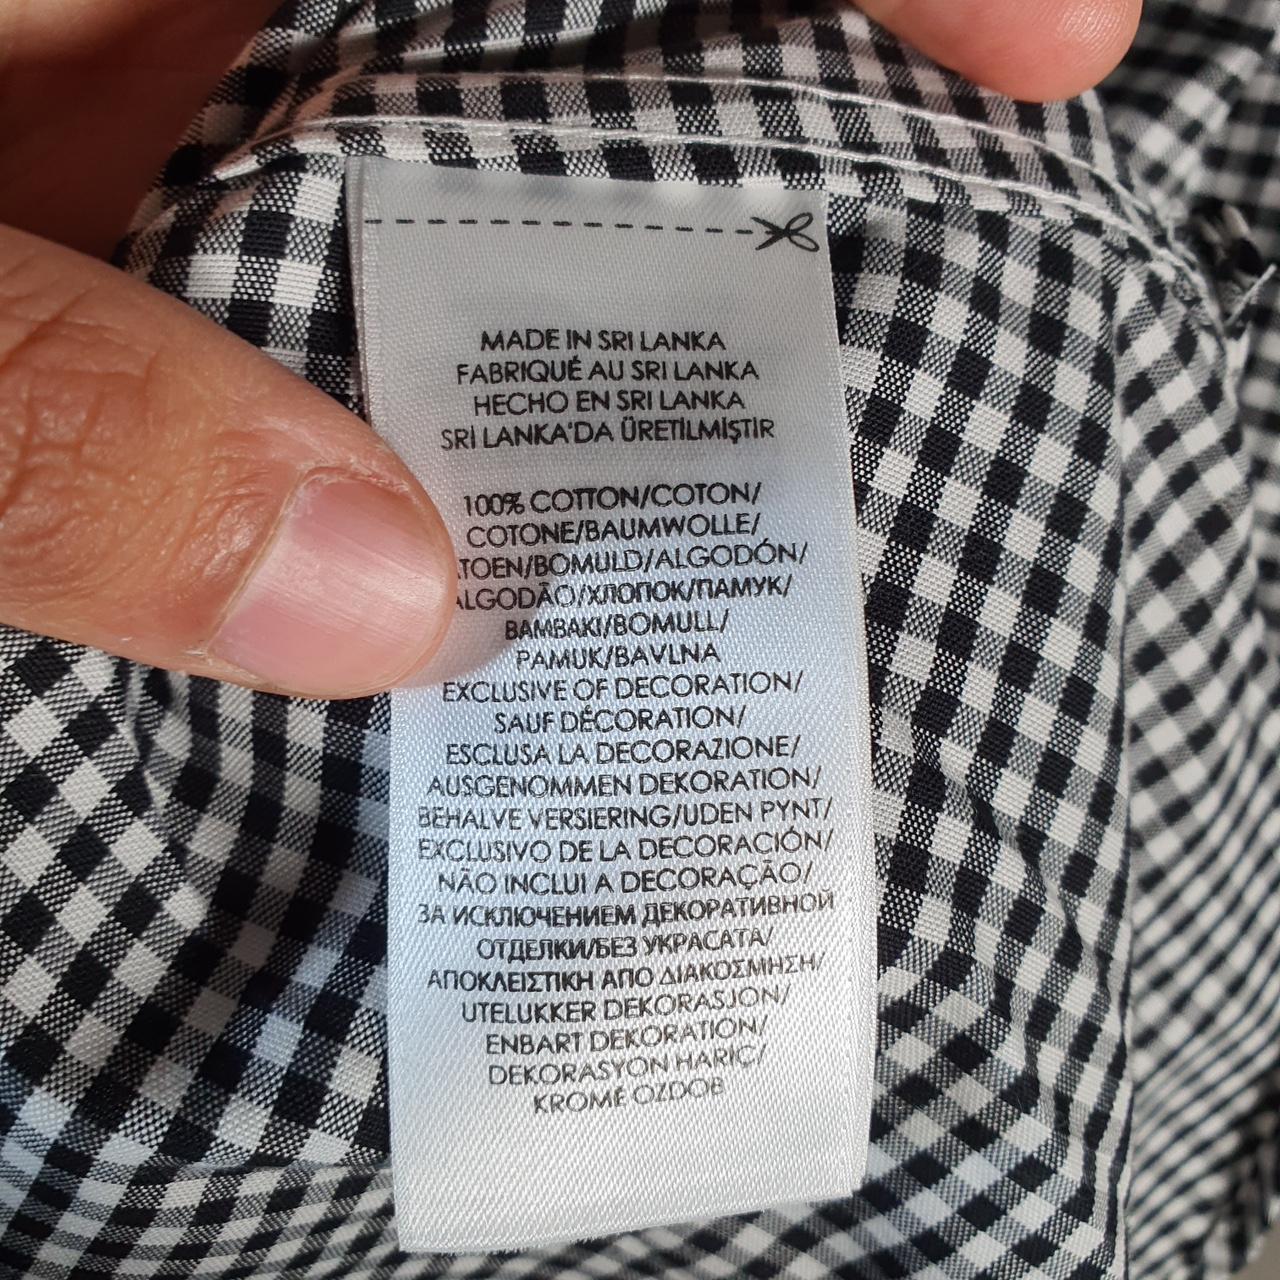 MADE IN SRI LANKA
FABRIQUÉ AU SRI LANKA
HECHO EN SRI LANKA
SRİ LANKA'DA ÜRETİLMİŞTİR
100% COTTON/COTON/
COTONE/BAUMWOLLE/
BOMULD/ALGODÓN/
ХЛОПОК/ПАМУК/
BAMBAKI/BOMULL/
PAMUK/BAVLNA
EXCLUSIVE OF DECORATION/
SAUF DÉCORATION/
ESCLUSA LA DECORAZIONE/
AUSGENOMMEN DEKORATION/
BEHALVE VERSIERING/UDEN PYNT/
EXCLUSIVO DE LA DECORACIÓN/
NÃO INCLUI A DECORAÇÃO/
ЗА ИСКЛЮЧЕНИЕМ ДЕКОРАТИВНОЙ
ОТДЕЛКИ/БЕЗ УКРАСАТА/
ΑΠΟΚΛΕΙΣΤΙΚΗ ΑΠΟ ΔΙΑΚΟΣΜΗΣΗ/
UTELUKKER DEKORASJON/
ENBART DEKORATION/
DEKORASYON HARIÇ/
KROMĚ OZDOB